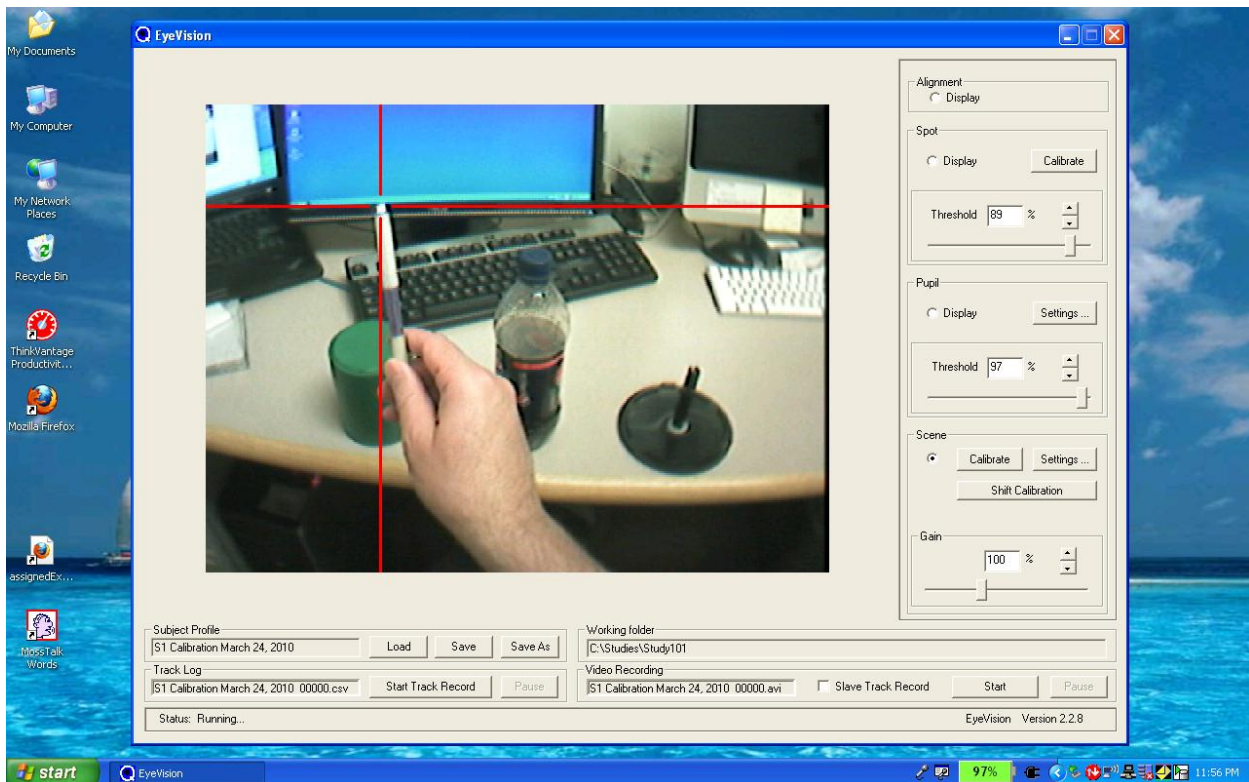 My Documents
My Computer
My Network
Places
Recycle Bin
ThinkVantage
Productivit...
Mozilla Firefox
assignedEx...
MossTalk
Words
EyeVision
Alignment
Display
Spot
Display
Calibrate
Threshold 89 %
Pupil
Display
Settings ...
Threshold 97 %
Scene
Calibrate
Settings ...
Shift Calibration
Gain
100 %
Subject Profile
S1 Calibration March 24, 2010
Load
Save
Save As
Working folder
C:\Studies\Study101
Track Log
S1 Calibration March 24, 2010 00000.csv
Start Track Record
Pause
Video Recording
S1 Calibration March 24, 2010 00000.avi
Slave Track Record
Start
Pause
Status: Running...
EyeVision Version 2.2.8
start
EyeVision
97%
11:56 PM